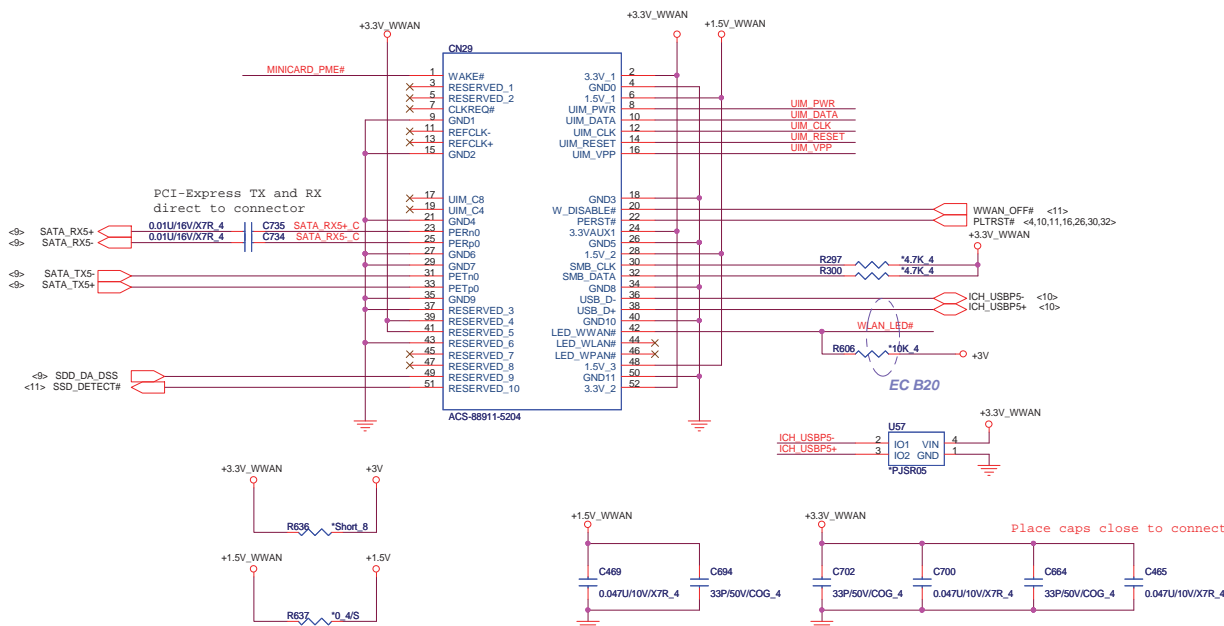 +3.3V_WWAN
+3.3V_WWAN
+1.5V_WWAN
CN29
MINICARD_PME#
1 WAKE# 3.3V_1 2
3 RESERVED_1 GND0 4
5 RESERVED_2 1.5V_1 6
7 CLKREQ# UIM_PWR 8 UIM_PWR
9 GND1 UIM_DATA 10 UIM_DATA
11 REFCLK- UIM_CLK 12 UIM_CLK
13 REFCLK+ UIM_RESET 14 UIM_RESET
15 GND2 UIM_VPP 16 UIM_VPP
PCI-Express TX and RX
direct to connector
17 UIM_C8 GND3 18
19 UIM_C4 W_DISABLE# 20 WWAN_OFF# <11>
21 GND4 PERST# 22 PLTRST# <4,10,11,16,26,30,32>
<9> SATA_RX5+ 0.01U/16V/X7R_4 C735 SATA_RX5+_C 23 PERn0 3.3VAUX1 24
<9> SATA_RX5- 0.01U/16V/X7R_4 C734 SATA_RX5-_C 25 PERp0 GND5 26
+3.3V_WWAN
27 GND6 1.5V_2 28
29 GND7 SMB_CLK 30 R297 *4.7K_4
<9> SATA_TX5- 31 PETn0 SMB_DATA 32 R300 *4.7K_4
<9> SATA_TX5+ 33 PETp0 GND8 34
35 GND9 USB_D- 36 ICH_USBP5- <10>
37 RESERVED_3 USB_D+ 38 ICH_USBP5+ <10>
39 RESERVED_4 GND10 40
41 RESERVED_5 LED_WWAN# 42 WLAN_LED#
43 RESERVED_6 LED_WLAN# 44
45 RESERVED_7 LED_WPAN# 46 R606 *10K_4 +3V
47 RESERVED_8 1.5V_3 48
<9> SDD_DA_DSS 49 RESERVED_9 GND11 50
<11> SSD_DETECT# 51 RESERVED_10 3.3V_2 52
EC B20
ACS-88911-5204
+3.3V_WWAN
U57
ICH_USBP5- 2 IO1 VIN 4
ICH_USBP5+ 3 IO2 GND 1
*PJSR05
+3.3V_WWAN +3V
R636 *Short_8
+1.5V_WWAN +1.5V
R637 *0_4/S
+1.5V_WWAN
+3.3V_WWAN
Place caps close to connect
C469
0.047U/10V/X7R_4
C694
33P/50V/COG_4
C702
33P/50V/COG_4
C700
0.047U/10V/X7R_4
C664
33P/50V/COG_4
C465
0.047U/10V/X7R_4